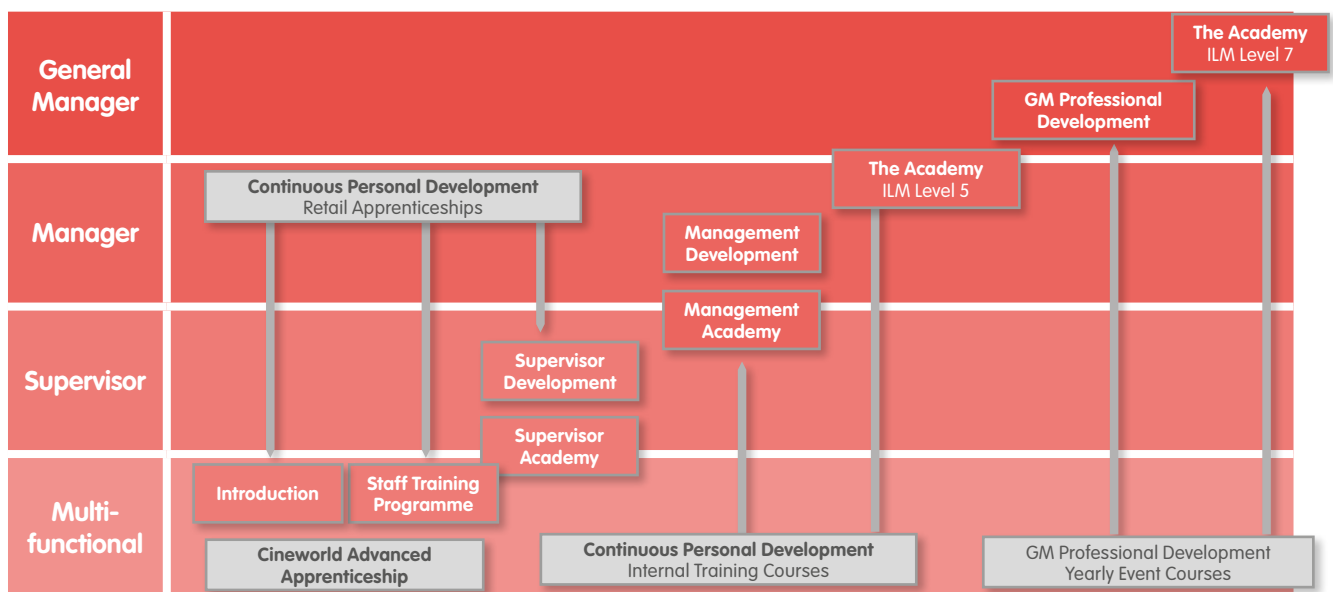 General
Manager
The Academy
ILM Level 7
GM Professional
Development
Manager
Continuous Personal Development
Retail Apprenticeships
The Academy
ILM Level 5
Management
Development
Management
Academy
Supervisor
Supervisor
Development
Supervisor
Academy
Multi-
functional
Introduction
Staff Training
Programme
Cineworld Advanced
Apprenticeship
Continuous Personal Development
Internal Training Courses
GM Professional Development
Yearly Event Courses